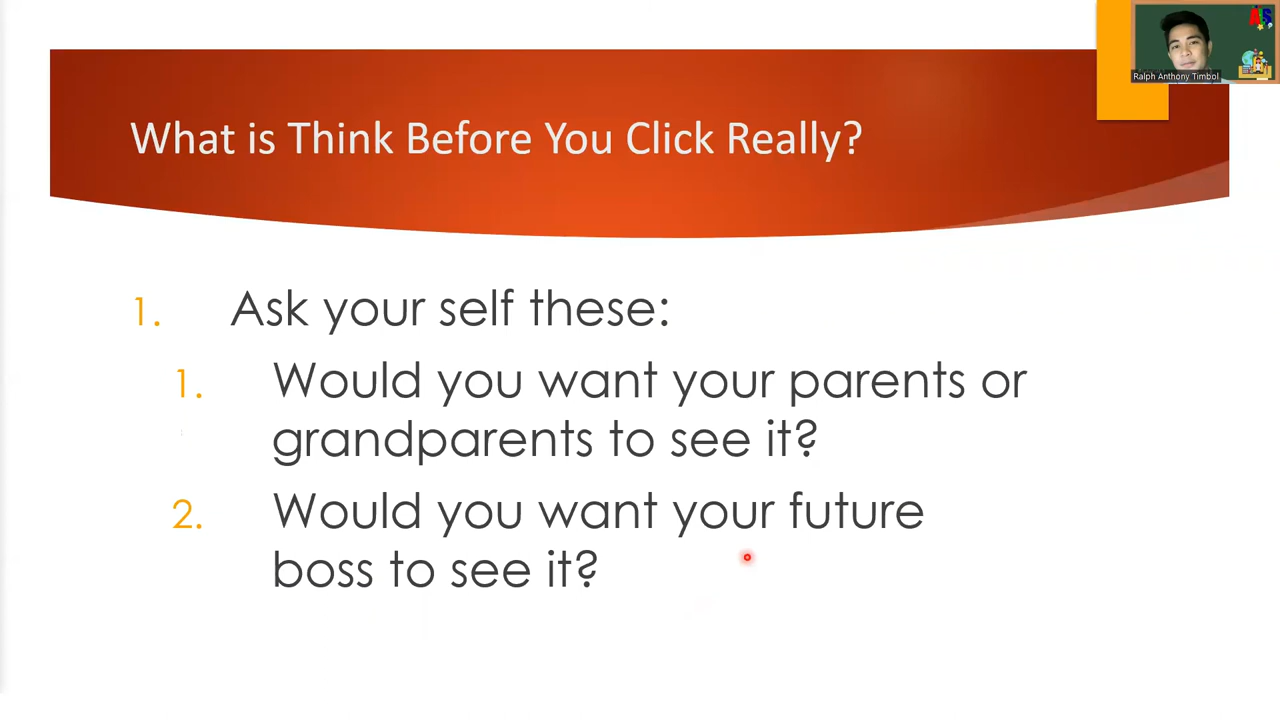 What is Think Before You Click Really?
AS
Ralph Anthony Timbol
1. Ask your self these:
1. Would you want your parents or
grandparents to see it?
2. Would you want your future
boss to see it?